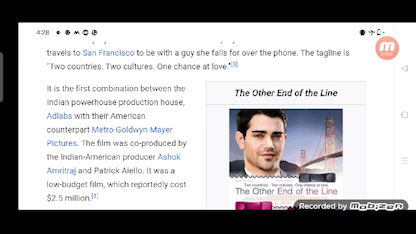 4:28
travels to San Francisco to be with a guy she falls for over the phone. The tagline is
"Two countries. Two cultures. One chance at love."[3]
It is the first combination between the
Indian powerhouse production house,
Adlabs with their American
counterpart Metro-Goldwyn-Mayer
Pictures. The film was co-produced by
the Indian-American producer Ashok
Amritraj and Patrick Aiello. It was a
low-budget film, which reportedly cost
$2.5 million.[1]
The Other End of the Line
Two countries. Two cultures. One chance at love.
The Other End of the Line
Recorded by MOBIZEN